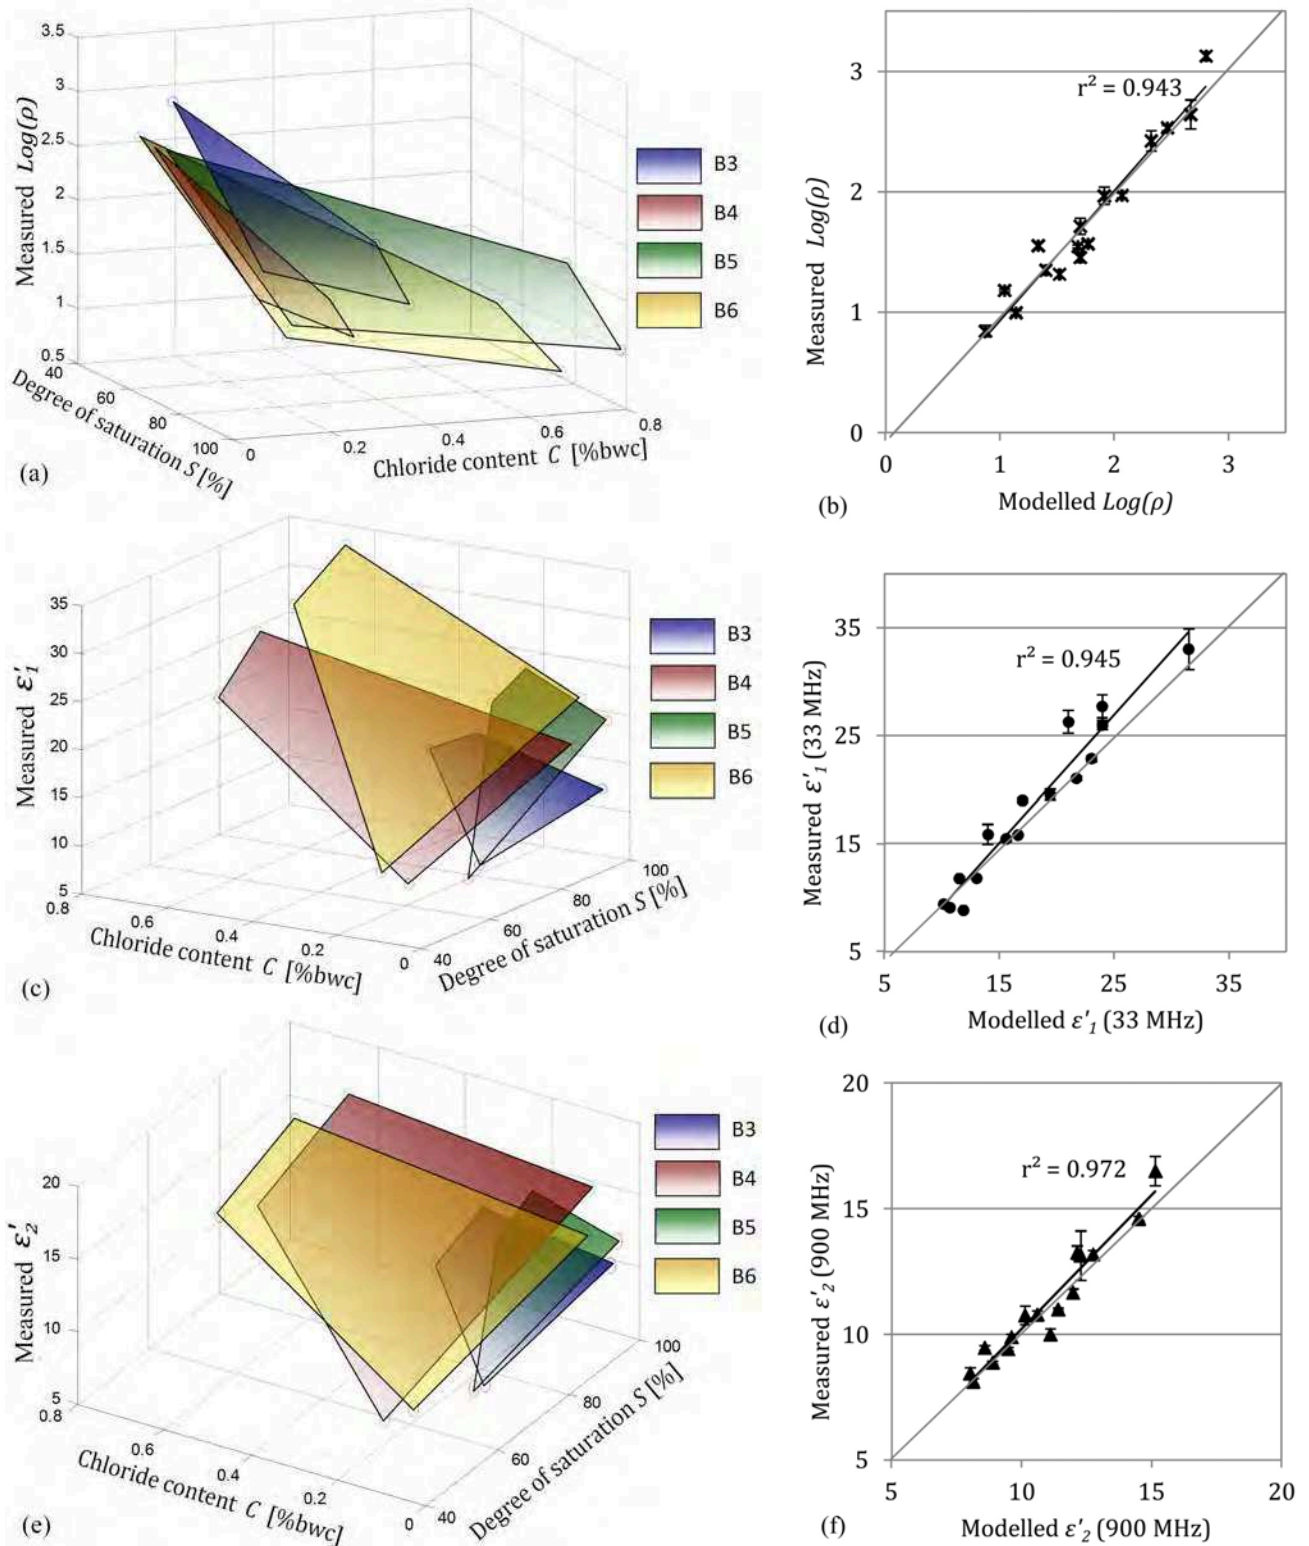 3.5
3
2.5
2
1.5
1
0.5
Measured Log(ρ)
40
60
80
100
Degree of saturation S [%]
0
0.2
0.4
0.6
0.8
Chloride content C [%bwc]
B3
B4
B5
B6
(a)
3
2
1
0
Measured Log(ρ)
r² = 0.943
0
1
2
3
Modelled Log(ρ)
(b)
35
30
25
20
15
10
5
Measured ε′₁
0.8
0.6
0.4
0.2
0
Chloride content C [%bwc]
40
60
80
100
Degree of saturation S [%]
B3
B4
B5
B6
(c)
35
25
15
5
Measured ε'₁ (33 MHz)
r² = 0.945
5
15
25
35
Modelled ε'₁ (33 MHz)
(d)
20
15
10
5
Measured ε₂′
0.8
0.6
0.4
0.2
0
Chloride content C [%bwc]
40
60
80
100
Degree of saturation S [%]
B3
B4
B5
B6
(e)
20
15
10
5
Measured ε'₂ (900 MHz)
r² = 0.972
5
10
15
20
Modelled ε'₂ (900 MHz)
(f)